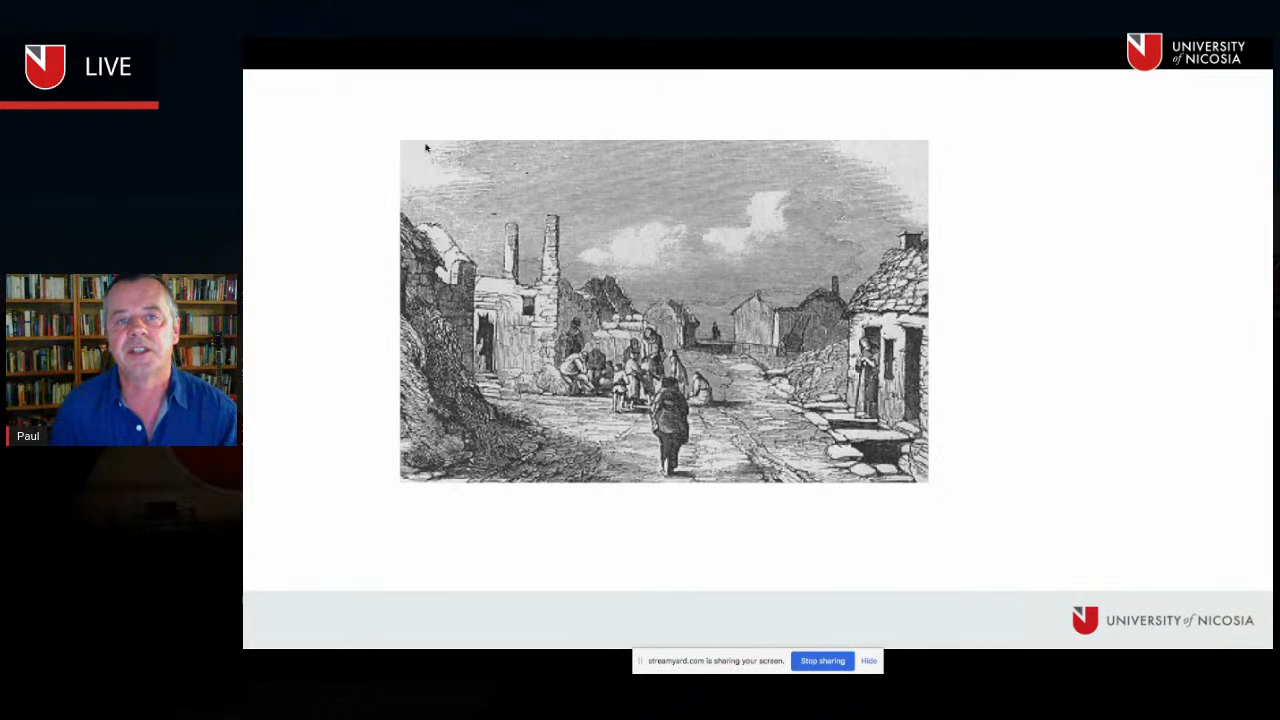 LIVE
UNIVERSITY
of NICOSIA
Paul
UNIVERSITY of NICOSIA
streamyard.com is sharing your screen.
Stop sharing
Hide